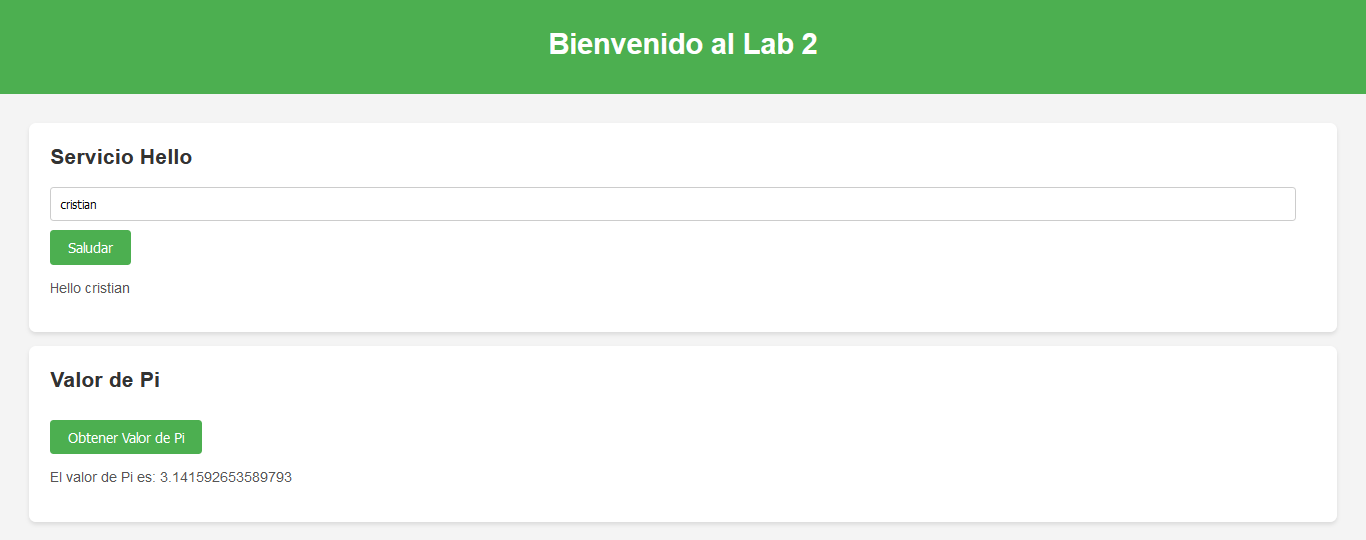 Bienvenido al Lab 2
Servicio Hello
cristian
Saludar
Hello cristian
Valor de Pi
Obtener Valor de Pi
El valor de Pi es: 3.141592653589793